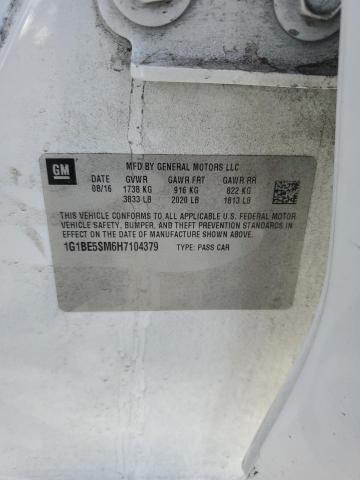 GM
MFD BY GENERAL MOTORS LLC
DATE GVWR GAWR FRT GAWR RR
08/16 1738 KG 916 KG 822 KG
3833 LB 2020 LB 1813 LB
THIS VEHICLE CONFORMS TO ALL APPLICABLE U.S. FEDERAL MOTOR
VEHICLE SAFETY, BUMPER, AND THEFT PREVENTION STANDARDS
IN EFFECT ON THE DATE OF MANUFACTURE SHOWN ABOVE.
1G1BE5SM6H7104379 TYPE: PASS CAR